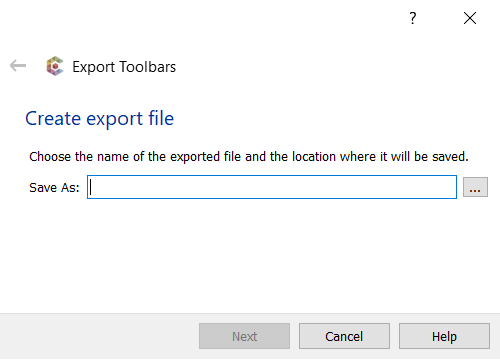 ?
Export Toolbars
Create export file
Choose the name of the exported file and the location where it will be saved.
Save As:
...
Next
Cancel
Help